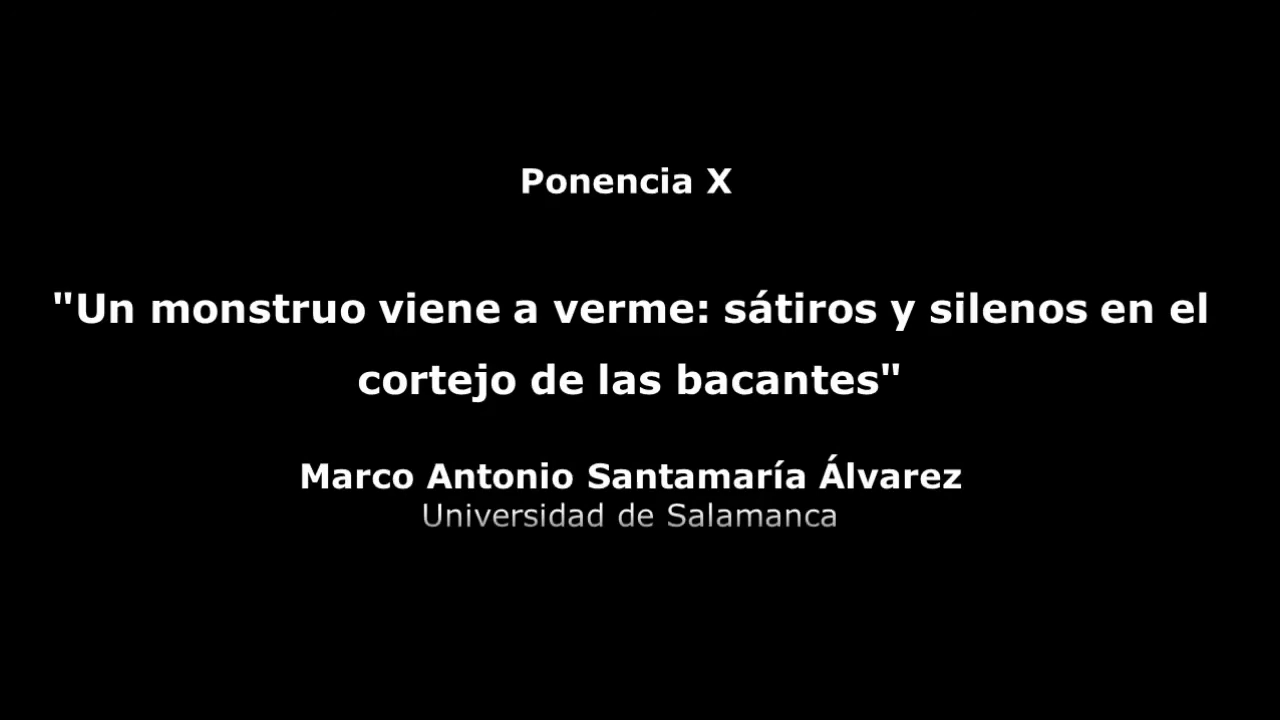 Ponencia X
"Un monstruo viene a verme: sátiros y silenos en el
cortejo de las bacantes"
Marco Antonio Santamaría Álvarez
Universidad de Salamanca